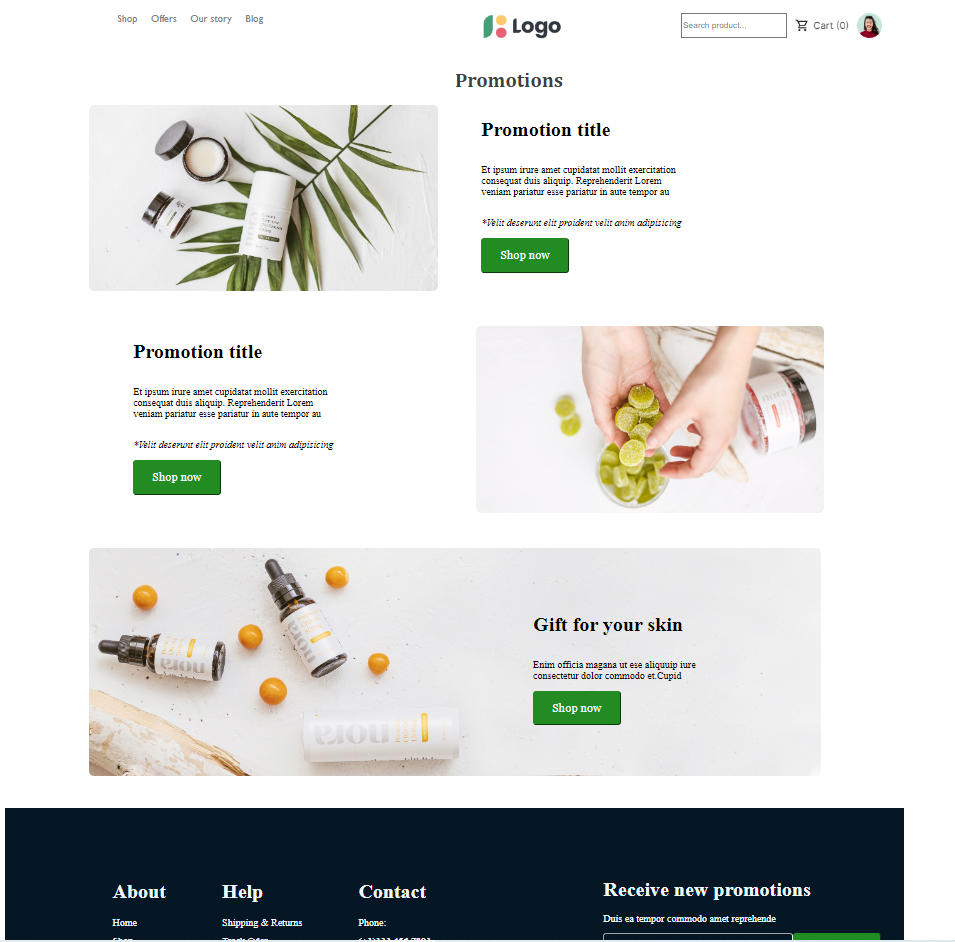 Shop Offers Our story Blog
Logo
Search product...
Cart (0)
Promotions
Promotion title
Et ipsum irure amet cupidatat mollit exercitation
consequat duis aliquip. Reprehenderit Lorem
veniam pariatur esse pariatur in aute tempor au
*Velit deserunt elit proident velit anim adipisicing
Shop now
Promotion title
Et ipsum irure amet cupidatat mollit exercitation
consequat duis aliquip. Reprehenderit Lorem
veniam pariatur esse pariatur in aute tempor au
*Velit deserunt elit proident velit anim adipisicing
Shop now
nora
nora
nora
nora
Gift for your skin
Enim officia magana ut ese aliquuip iure
consectetur dolor commodo et.Cupid
Shop now
About Help Contact
Receive new promotions
Home Shipping & Returns Phone:
Duis ea tempor commodo amet reprehende